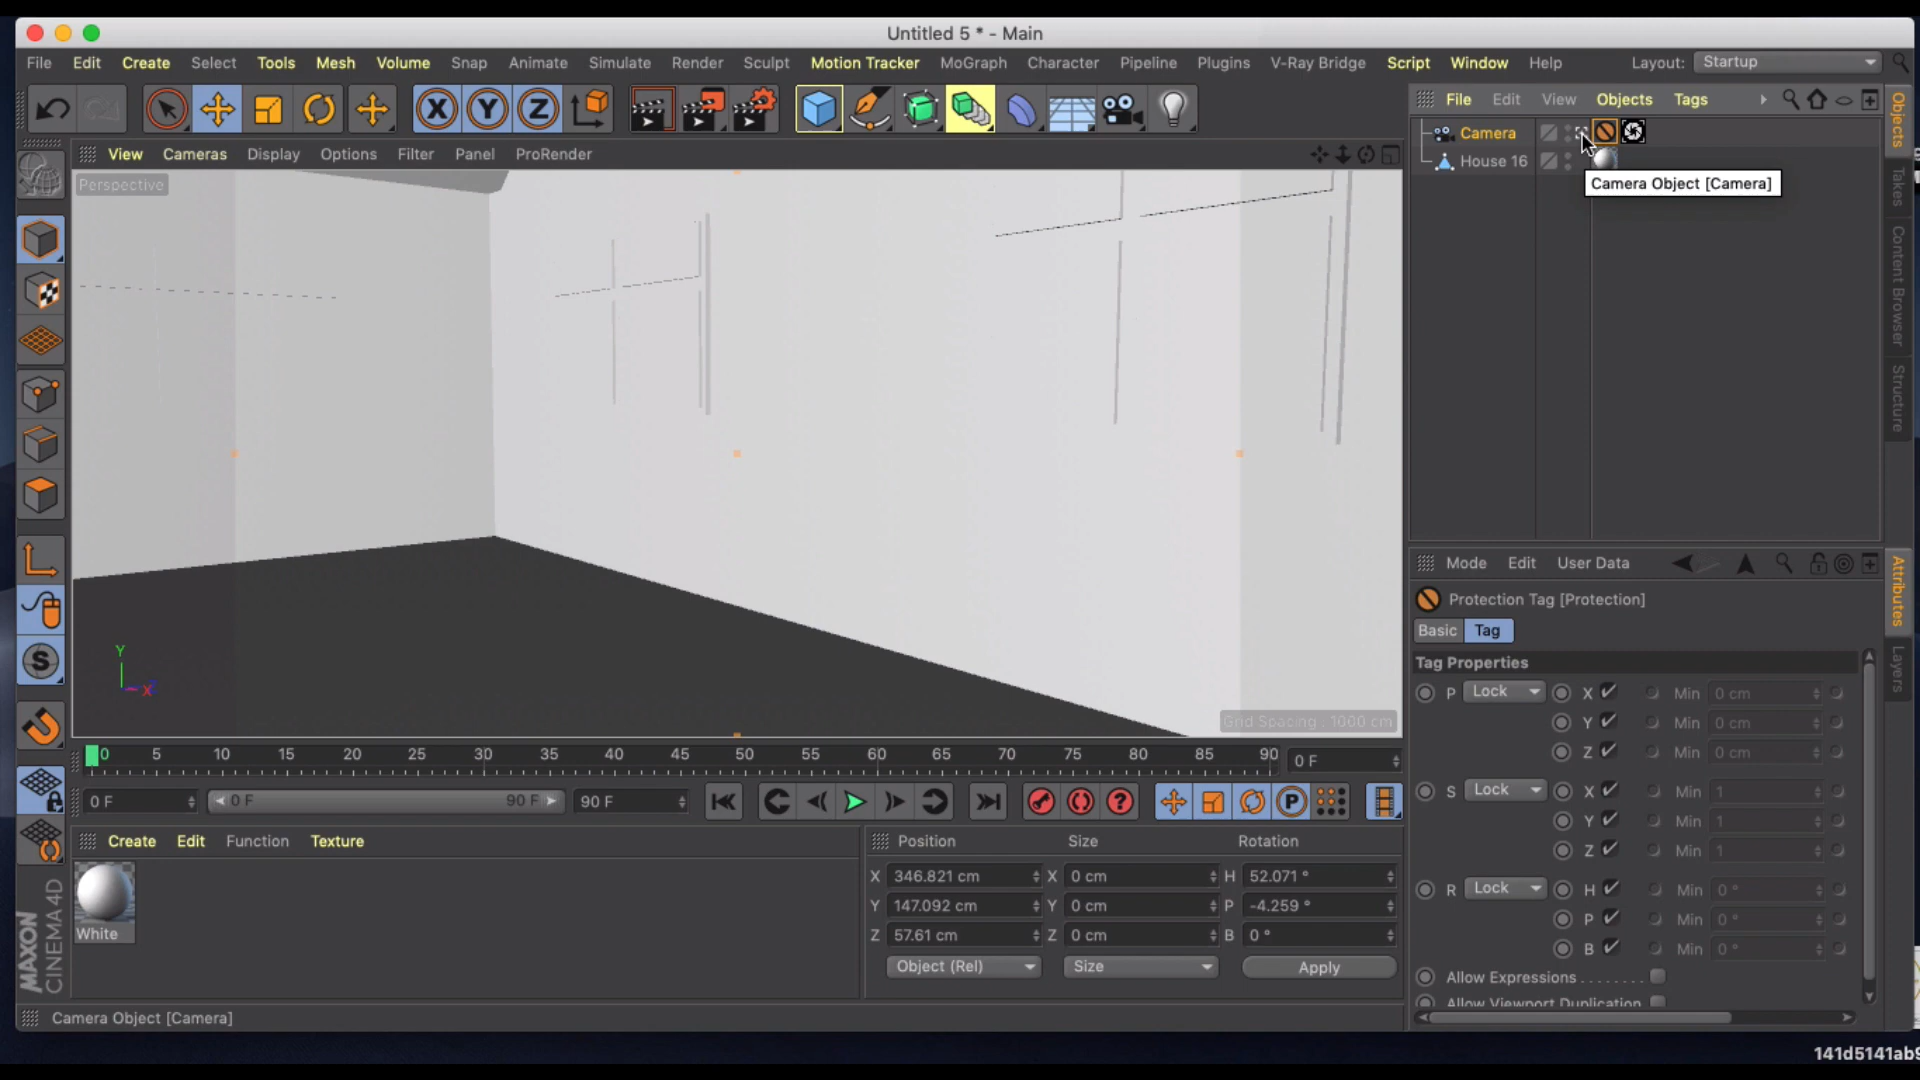 Untitled 5 * - Main
File Edit Create Select Tools Mesh Volume Snap Animate Simulate Render Sculpt Motion Tracker MoGraph Character Pipeline Plugins V-Ray Bridge Script Window Help Layout: Startup
X Y Z
File Edit View Objects Tags
Camera
House 16
Camera Object [Camera]
Objects
Takes
Content Browser
Structure
View Cameras Display Options Filter Panel ProRender
Perspective
Y
X
Grid Spacing : 1000 cm
S
0 5 10 15 20 25 30 35 40 45 50 55 60 65 70 75 80 85 90 0 F
0 F 0 F 90 F 90 F
P
Create Edit Function Texture
White
MAXON
CINEMA 4D
Position Size Rotation
X 346.821 cm X 0 cm H 52.071 °
Y 147.092 cm Y 0 cm P -4.259 °
Z 57.61 cm Z 0 cm B 0 °
Object (Rel) Size Apply
Camera Object [Camera]
Mode Edit User Data
Protection Tag [Protection]
Basic Tag
Tag Properties
P Lock X Min 0 cm
Y Min 0 cm
Z Min 0 cm
S Lock X Min 1
Y Min 1
Z Min 1
R Lock H Min 0 °
P Min 0 °
B Min 0 °
Allow Expressions . . . . . . . .
Allow Viewport Duplication
Attributes
Layers